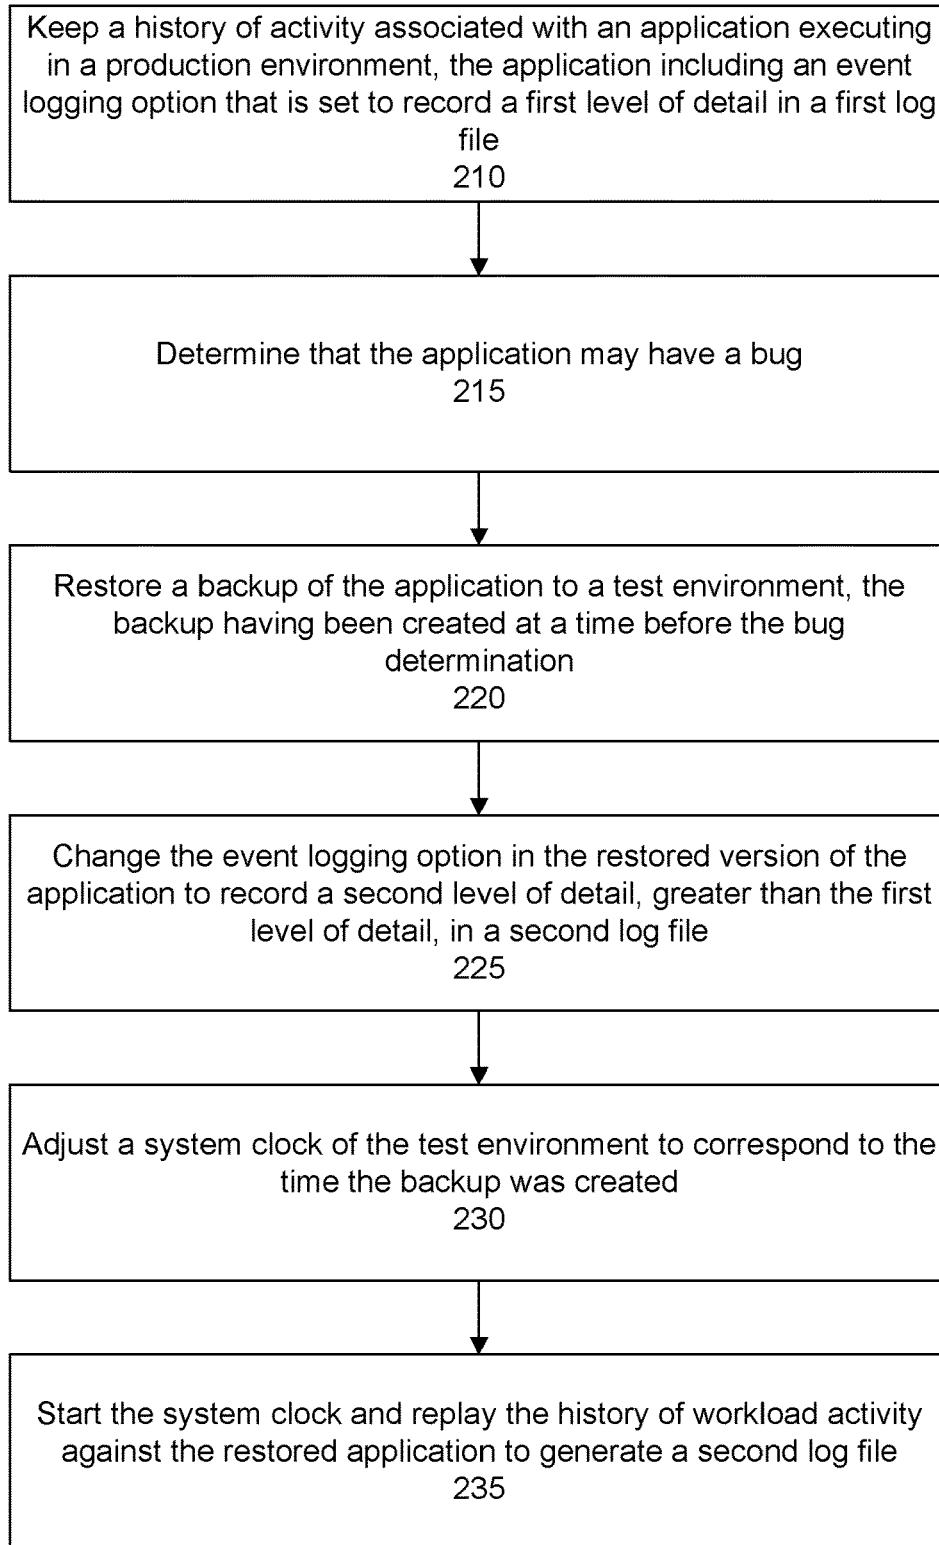 Keep a history of activity associated with an application executing
in a production environment, the application including an event
logging option that is set to record a first level of detail in a first log
file
210
Determine that the application may have a bug
215
Restore a backup of the application to a test environment, the
backup having been created at a time before the bug
determination
220
Change the event logging option in the restored version of the
application to record a second level of detail, greater than the first
level of detail, in a second log file
225
Adjust a system clock of the test environment to correspond to the
time the backup was created
230
Start the system clock and replay the history of workload activity
against the restored application to generate a second log file
235